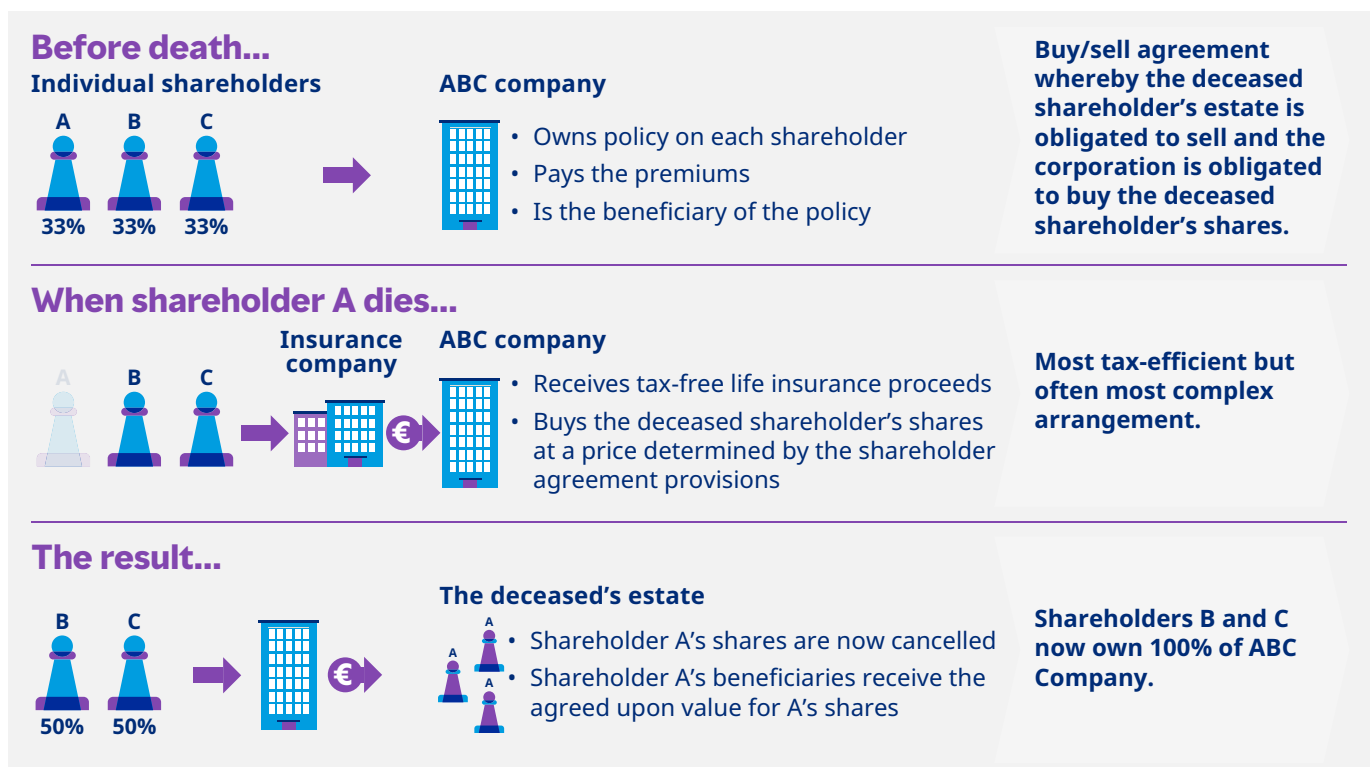 Before death...
Individual shareholders
A B C
33% 33% 33%
ABC company
• Owns policy on each shareholder
• Pays the premiums
• Is the beneficiary of the policy
Buy/sell agreement
whereby the deceased
shareholder’s estate is
obligated to sell and the
corporation is obligated
to buy the deceased
shareholder’s shares.
When shareholder A dies...
A B C
Insurance
company
€
ABC company
• Receives tax-free life insurance proceeds
• Buys the deceased shareholder’s shares
at a price determined by the shareholder
agreement provisions
Most tax-efficient but
often most complex
arrangement.
The result...
B C
50% 50%
€
The deceased’s estate
A
A
A
• Shareholder A’s shares are now cancelled
• Shareholder A’s beneficiaries receive the
agreed upon value for A’s shares
Shareholders B and C
now own 100% of ABC
Company.